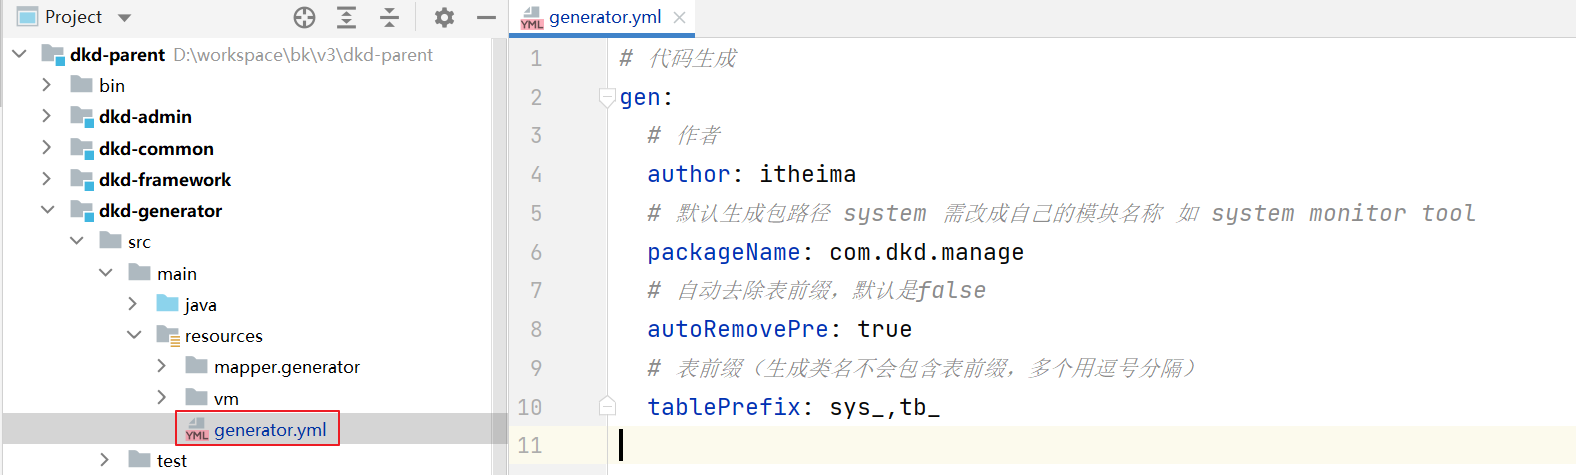 Project
dkd-parent D:\workspace\bk\v3\dkd-parent
bin
dkd-admin
dkd-common
dkd-framework
dkd-generator
src
main
java
resources
mapper.generator
vm
YML generator.yml
test
YML generator.yml
1 # 代码生成
2 gen:
3 # 作者
4 author: itheima
5 # 默认生成包路径 system 需改成自己的模块名称 如 system monitor tool
6 packageName: com.dkd.manage
7 # 自动去除表前缀，默认是false
8 autoRemovePre: true
9 # 表前缀（生成类名不会包含表前缀，多个用逗号分隔）
10 tablePrefix: sys_,tb_
11